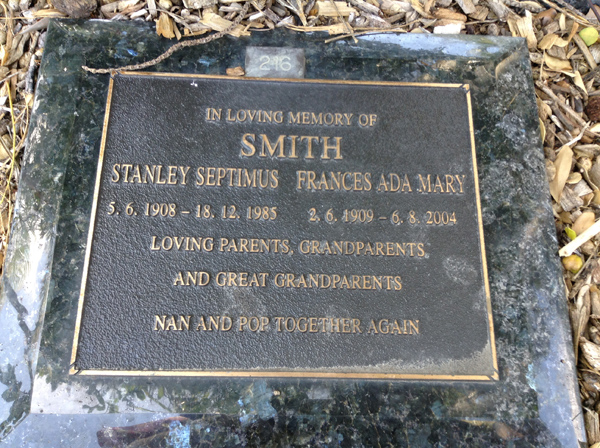 216
IN LOVING MEMORY OF
SMITH
STANLEY SEPTIMUS FRANCES ADA MARY
5. 6. 1908 – 18. 12. 1985 2. 6. 1909 – 6. 8. 2004
LOVING PARENTS, GRANDPARENTS,
AND GREAT GRANDPARENTS
NAN AND POP TOGETHER AGAIN